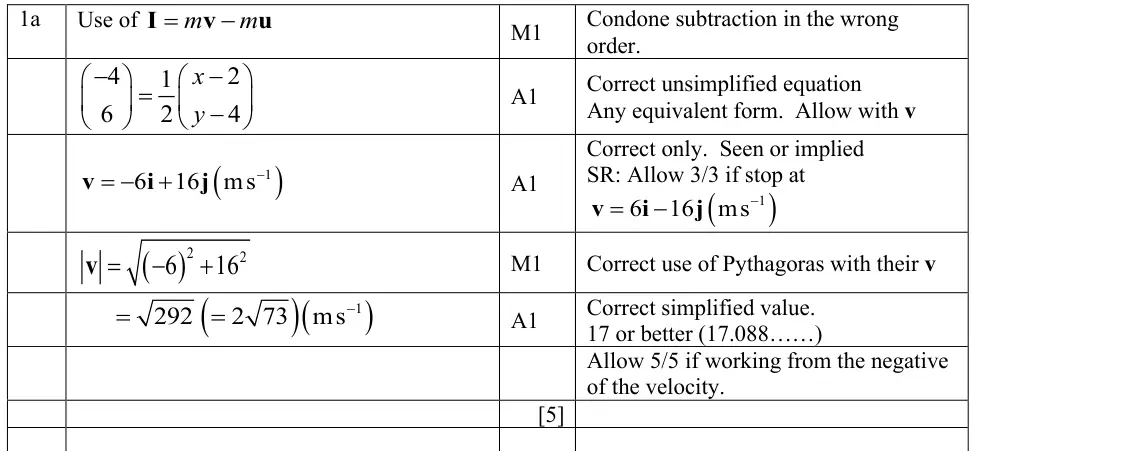 1a Use of I = mv − mu M1 Condone subtraction in the wrong
order.
(−4 6) = 1/2 (x − 2 y − 4) A1 Correct unsimplified equation
Any equivalent form. Allow with v
v = −6i + 16j (m s⁻¹) A1 Correct only. Seen or implied
SR: Allow 3/3 if stop at
v = 6i − 16j (m s⁻¹)
|v| = √((−6)² + 16²) M1 Correct use of Pythagoras with their v
= √292 (= 2√73)(m s⁻¹) A1 Correct simplified value.
17 or better (17.088……)
Allow 5/5 if working from the negative
of the velocity.
[5]